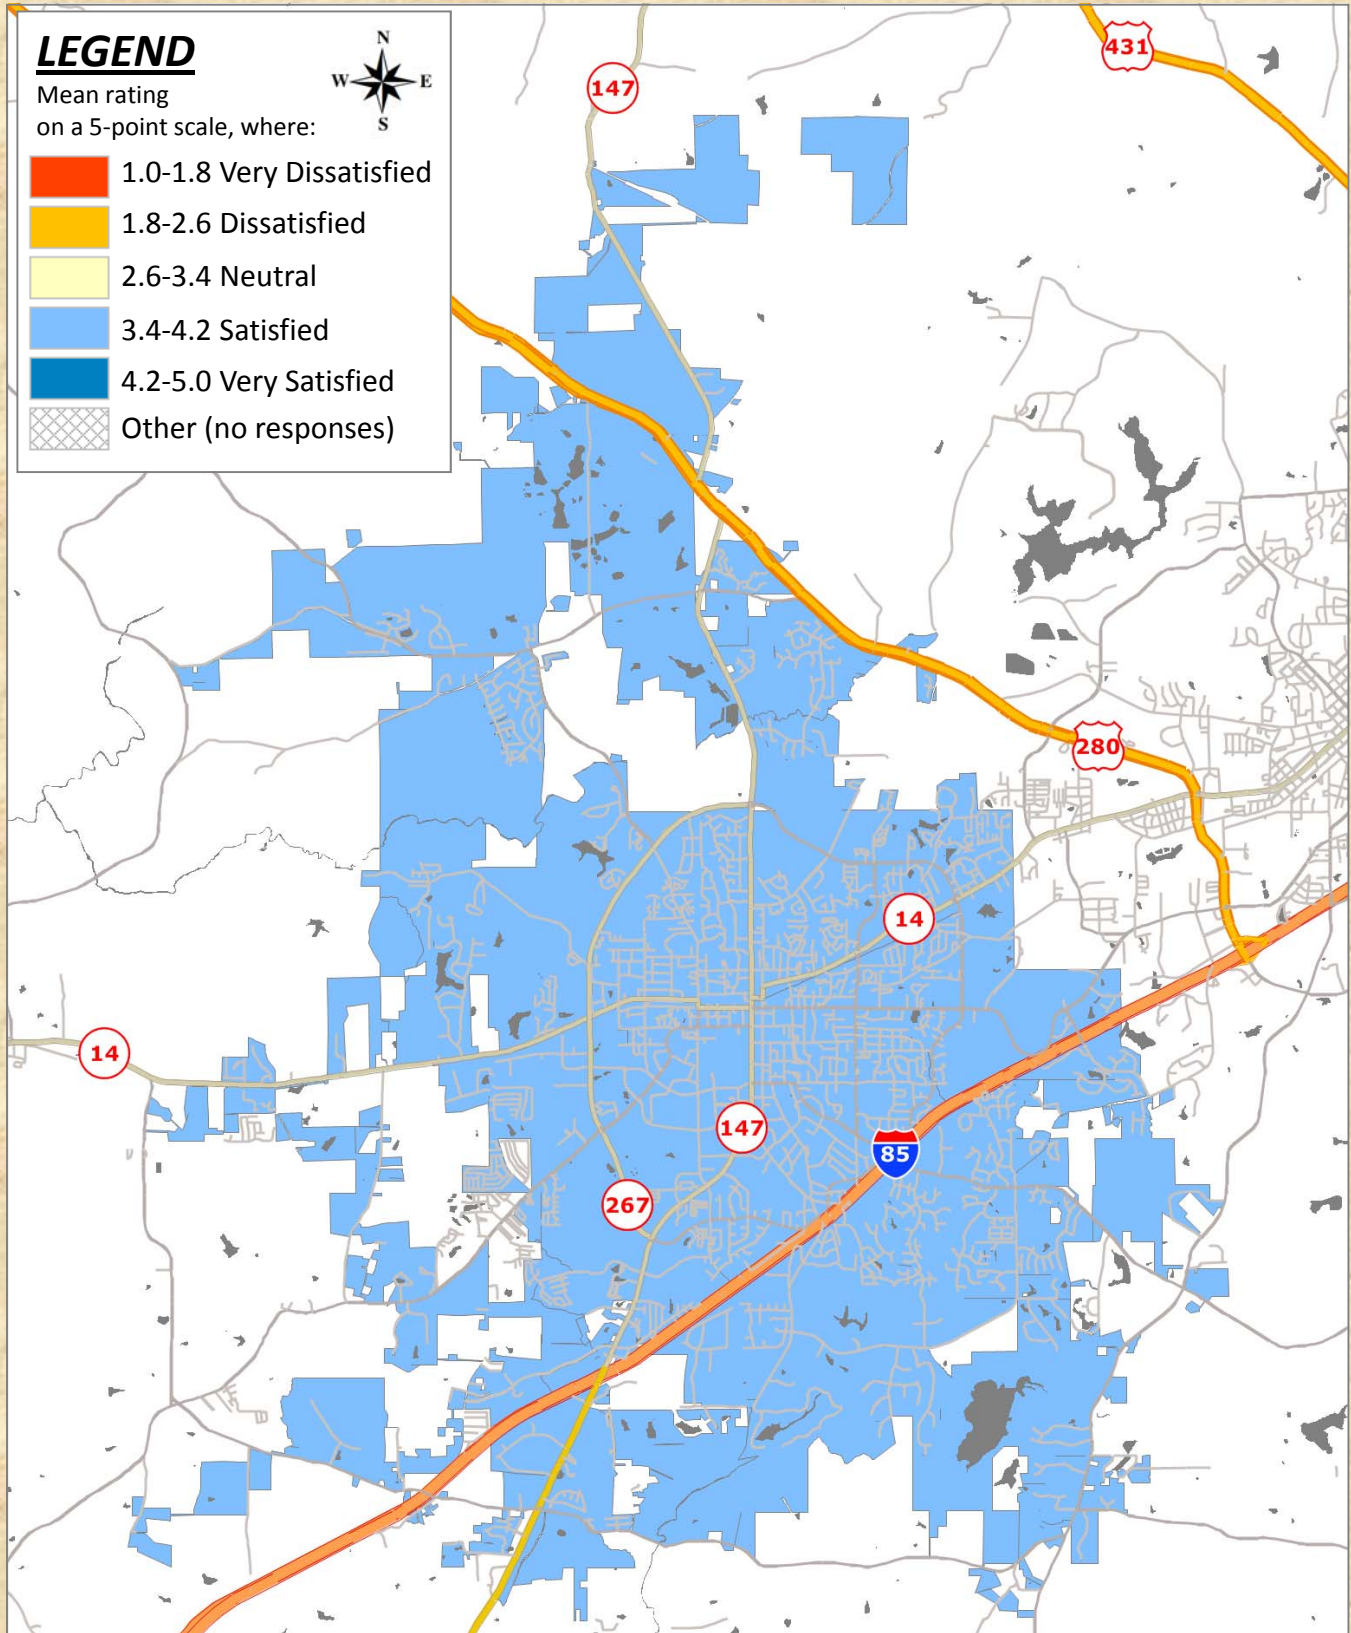 LEGEND
Mean rating
on a 5-point scale, where:
N
W E
S
1.0-1.8 Very Dissatisfied
1.8-2.6 Dissatisfied
2.6-3.4 Neutral
3.4-4.2 Satisfied
4.2-5.0 Very Satisfied
Other (no responses)
431
147
280
14
14
147
85
267